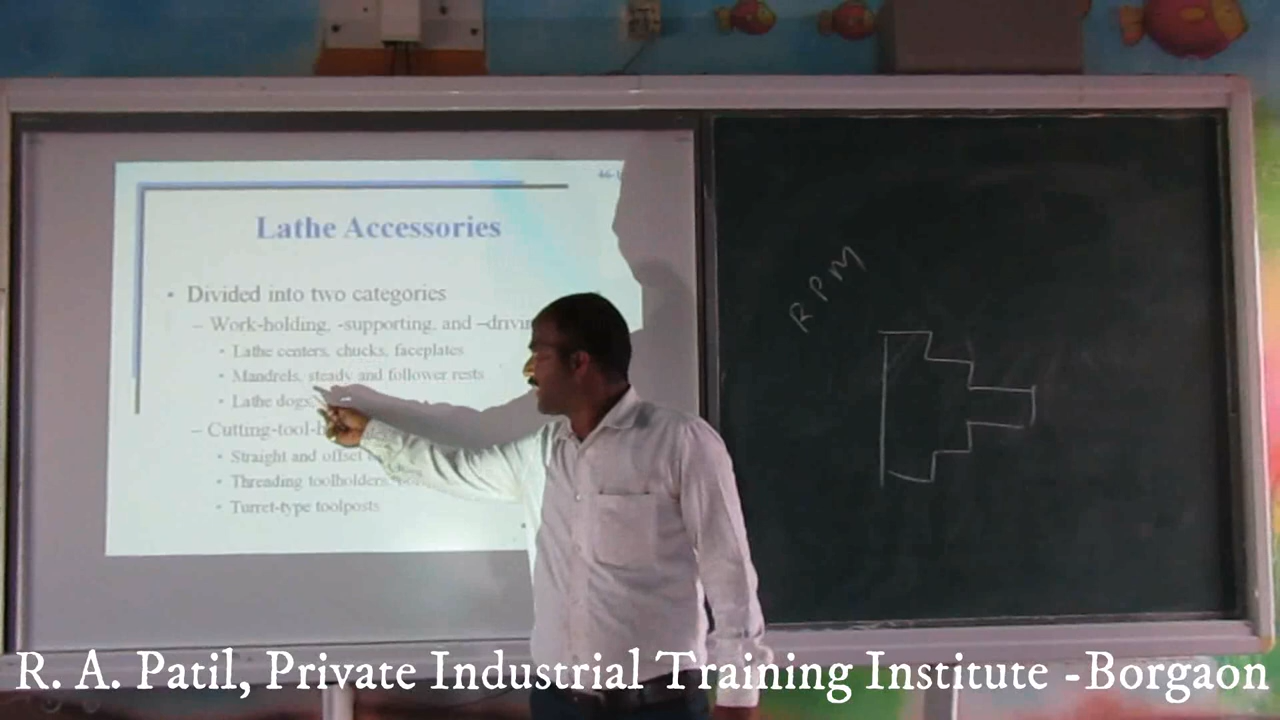 46-1
Lathe Accessories
• Divided into two categories
– Work-holding, -supporting, and –drivin
• Lathe centers, chucks, faceplates
• Mandrels, steady and follower rests
• Lathe dogs,
– Cutting-tool-h
• Straight and offset
• Threading toolholders,
• Turret-type toolposts
RPM
R. A. Patil, Private Industrial Training Institute -Borgaon